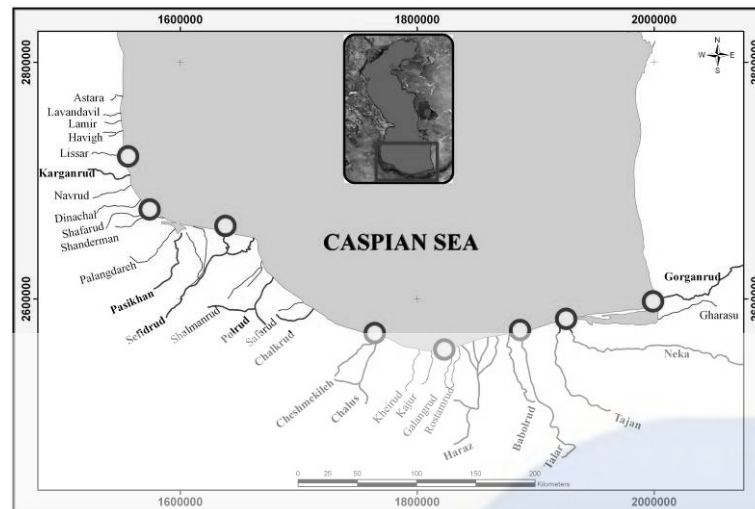 1600000 1800000 2000000
2800000
2800000
N
W E
S
Astara
Lavandavil
Lamir
Havigh
Lissar
Karganrud
Navrud
Dinachal
Shafarud
Shanderman
Palangdareh
Pasikhan
Sefidrud
Shalmanrud
Polrud
Safarud
Chalkrud
CASPIAN SEA
Gorganrud
Gharasu
2600000
2600000
Cheshmekileh
Chalus
Kheirud
Kajur
Galangrud
Rostamrud
Haraz
Babolrud
Talar
Tajan
Neka
0 25 50 100 150 200
Kilometers
1600000 1800000 2000000